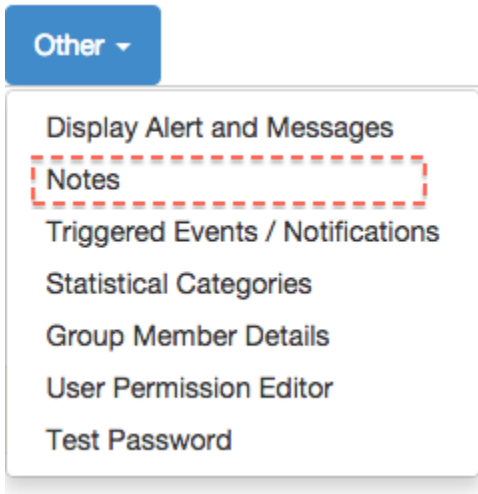 Other
Display Alert and Messages
Notes
Triggered Events / Notifications
Statistical Categories
Group Member Details
User Permission Editor
Test Password